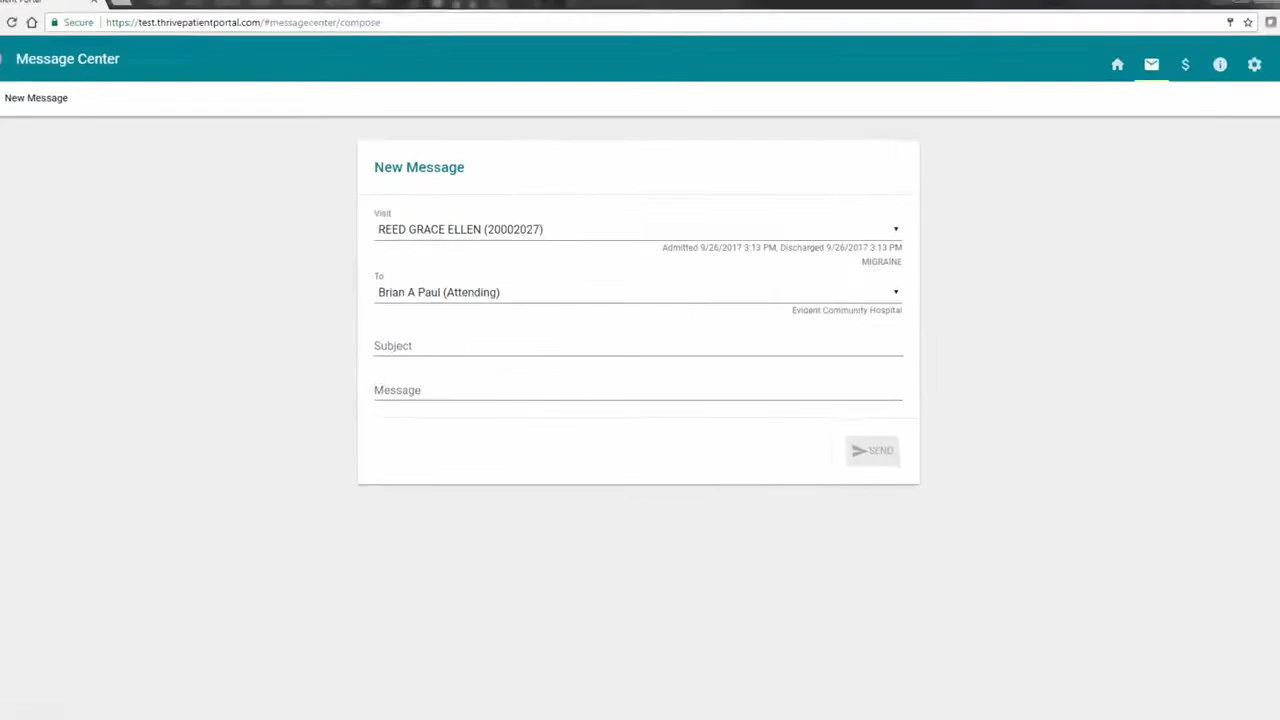 tient Portal
Secure
https://test.thrivepatientportal.com/#messagecenter/compose
Message Center
New Message
New Message
Visit
REED GRACE ELLEN (20002027)
Admitted 9/26/2017 3:13 PM, Discharged 9/26/2017 3:13 PM
MIGRAINE
To
Brian A Paul (Attending)
Evident Community Hospital
Subject
Message
SEND